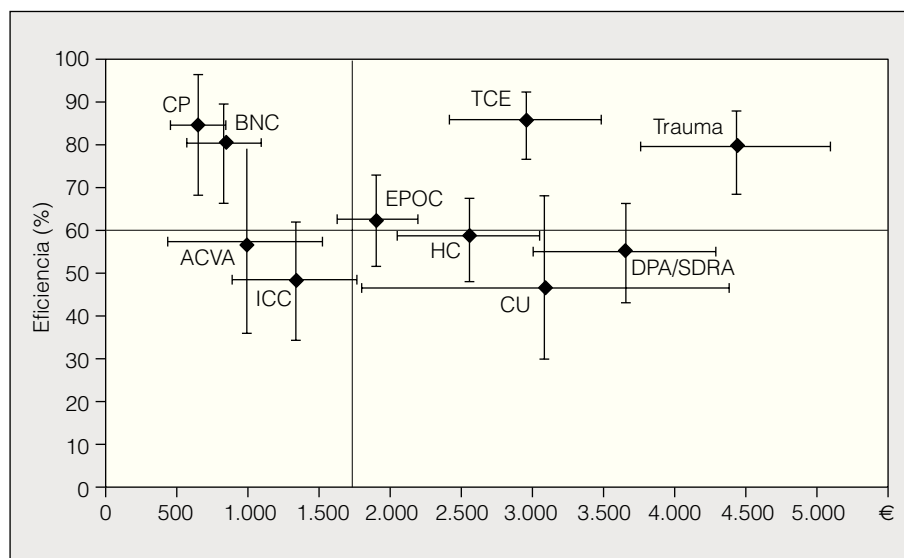 Eficiencia (%)
100
90
80
70
60
50
40
30
20
10
0
CP
BNC
TCE
Trauma
EPOC
ACVA
HC
DPA/SDRA
ICC
CU
0 500 1.000 1.500 2.000 2.500 3.000 3.500 4.000 4.500 5.000 €